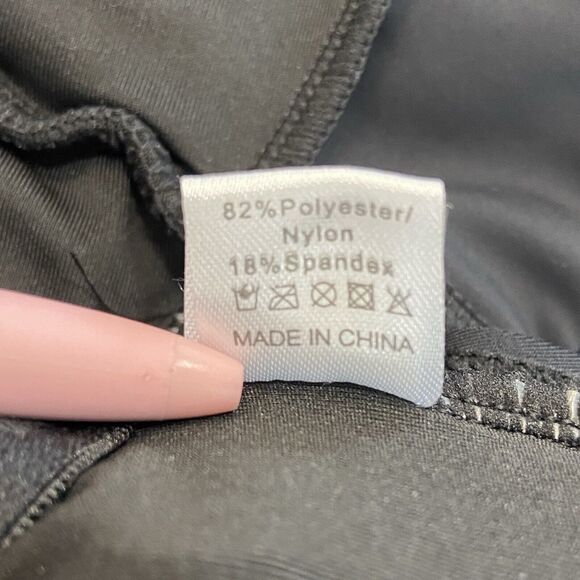 82%Polyester/
Nylon
18%Spandex
MADE IN CHINA